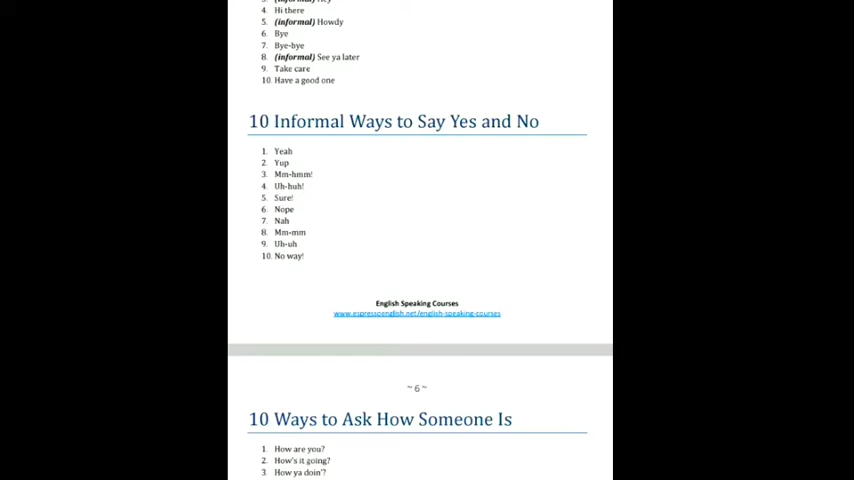 4. Hi there
5. (informal) Howdy
6. Bye
7. Bye-bye
8. (informal) See ya later
9. Take care
10. Have a good one
10 Informal Ways to Say Yes and No
1. Yeah
2. Yup
3. Mm-hmm!
4. Uh-huh!
5. Sure!
6. Nope
7. Nah
8. Mm-mm
9. Uh-uh
10. No way!
English Speaking Courses
www.espressoenglish.net/english-speaking-courses
~ 6 ~
10 Ways to Ask How Someone Is
1. How are you?
2. How's it going?
3. How ya doin'?